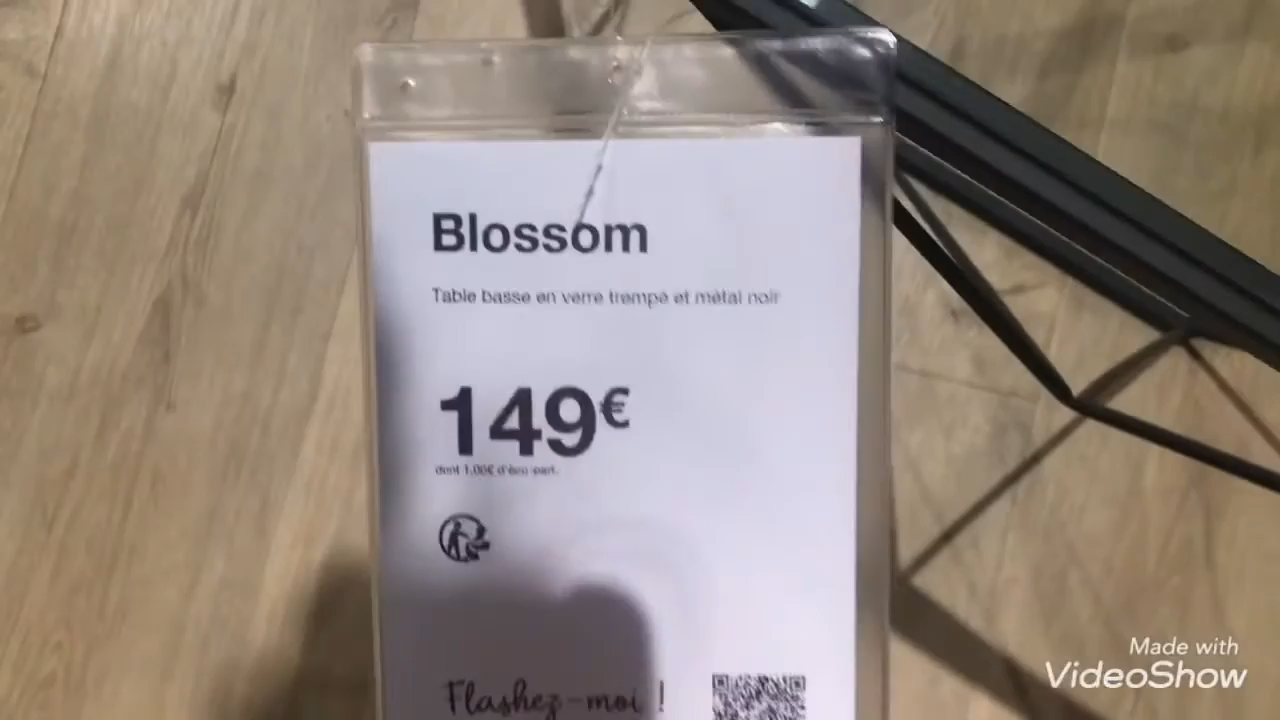 Blossom
Table basse en verre trempé et métal noir
149€
dont 1,00€ d'éco-part.
Flashez-moi !
Made with
VideoShow